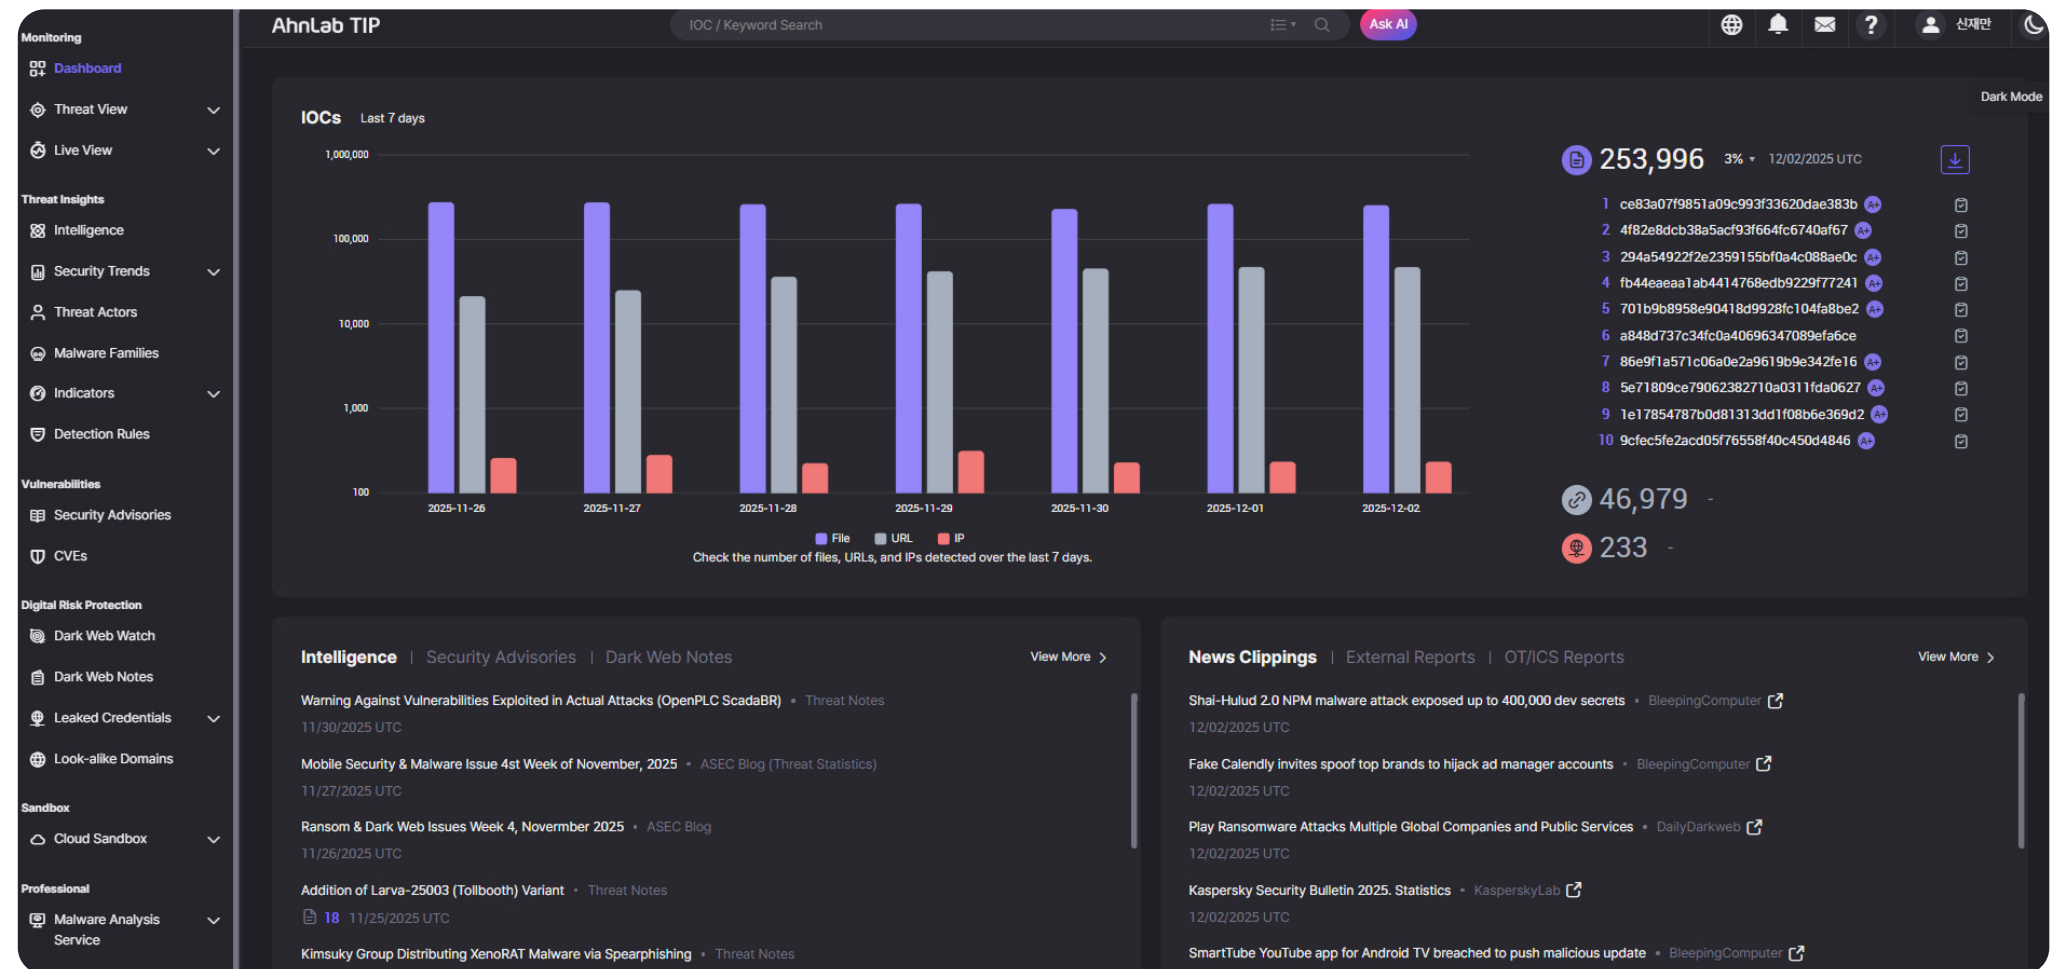 Monitoring
Dashboard
Threat View
Live View
Threat Insights
Intelligence
Security Trends
Threat Actors
Malware Families
Indicators
Detection Rules
Vulnerabilities
Security Advisories
CVEs
Digital Risk Protection
Dark Web Watch
Dark Web Notes
Leaked Credentials
Look-alike Domains
Sandbox
Cloud Sandbox
Professional
Malware Analysis
Service
AhnLab TIP
IOC / Keyword Search
Ask AI
?
신재만
Dark Mode
IOCs Last 7 days
1,000,000
100,000
10,000
1,000
100
2025-11-26 2025-11-27 2025-11-28 2025-11-29 2025-11-30 2025-12-01 2025-12-02
File URL IP
Check the number of files, URLs, and IPs detected over the last 7 days.
253,996 3% ▾ 12/02/2025 UTC
1 ce83a07f9851a09c993f33620dae383b A+
2 4f82e8dcb38a5acf93f664fc6740af67 A+
3 294a54922f2e2359155bf0a4c088ae0c A+
4 fb44eaeaa1ab4414768edb9229f77241 A+
5 701b9b8958e90418d9928fc104fa8be2 A+
6 a848d737c34fc0a40696347089efa6ce
7 86e9f1a571c06a0e2a9619b9e342fe16 A+
8 5e71809ce79062382710a0311fda0627 A+
9 1e17854787b0d81313dd1f08b6e369d2 A+
10 9cfec5fe2acd05f76558f40c450d4846 A+
46,979 -
233 -
Intelligence | Security Advisories | Dark Web Notes View More
Warning Against Vulnerabilities Exploited in Actual Attacks (OpenPLC ScadaBR) • Threat Notes
11/30/2025 UTC
Mobile Security & Malware Issue 4st Week of November, 2025 • ASEC Blog (Threat Statistics)
11/27/2025 UTC
Ransom & Dark Web Issues Week 4, Novermber 2025 • ASEC Blog
11/26/2025 UTC
Addition of Larva-25003 (Tollbooth) Variant • Threat Notes
18 11/25/2025 UTC
Kimsuky Group Distributing XenoRAT Malware via Spearphishing • Threat Notes
News Clippings | External Reports | OT/ICS Reports View More
Shai-Hulud 2.0 NPM malware attack exposed up to 400,000 dev secrets • BleepingComputer
12/02/2025 UTC
Fake Calendly invites spoof top brands to hijack ad manager accounts • BleepingComputer
12/02/2025 UTC
Play Ransomware Attacks Multiple Global Companies and Public Services • DailyDarkweb
12/02/2025 UTC
Kaspersky Security Bulletin 2025. Statistics • KasperskyLab
12/02/2025 UTC
SmartTube YouTube app for Android TV breached to push malicious update • BleepingComputer